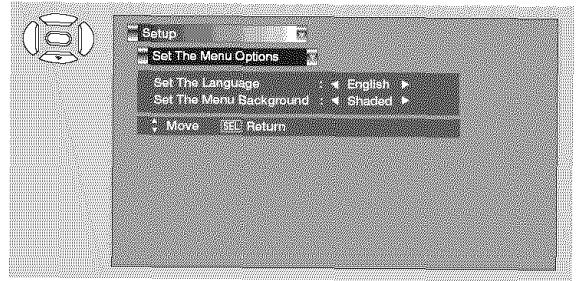 Setup
Set The Menu Options
Set The Language : ◄ English ►
Set The Menu Background : ◄ Shaded ►
Move SEL Return